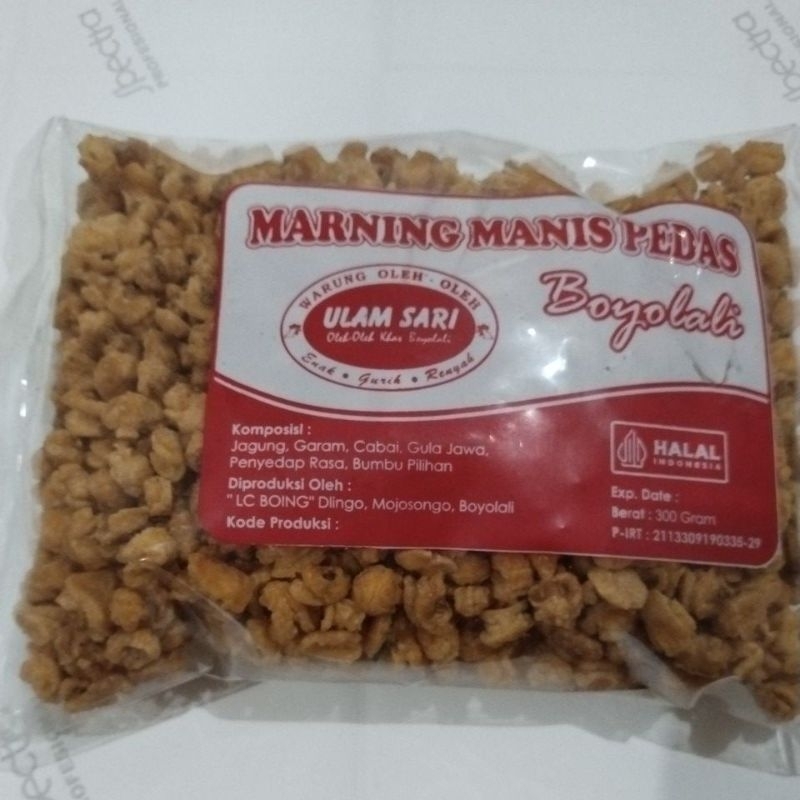 Spectra
PROFESSIONAL
MARNING MANIS PEDAS
Boyolali
WARUNG OLEH - OLEH
ULAM SARI
Oleh-Oleh Khas Boyolali
Enak • Gurih • Renyah
Komposisi :
Jagung, Garam, Cabai, Gula Jawa,
Penyedap Rasa, Bumbu Pilihan
Diproduksi Oleh :
" LC BOING" Dlingo, Mojosongo, Boyolali
Kode Produksi :
HALAL
INDONESIA
Exp. Date :
Berat : 300 Gram
P-IRT : 2113309190335-29